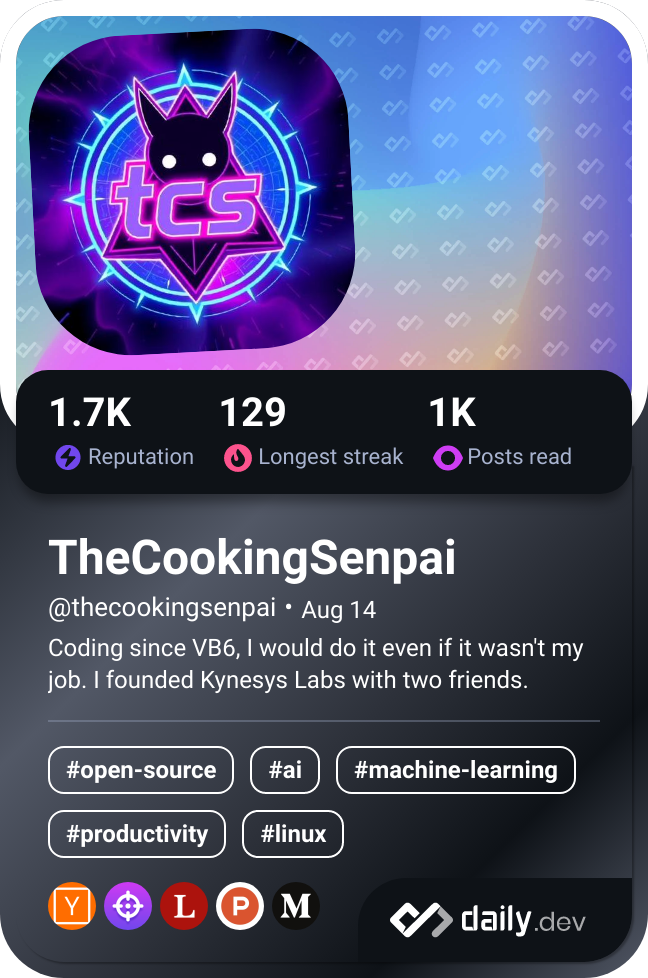 tcs
1.7K 129 1K
Reputation Longest streak Posts read
TheCookingSenpai
@thecookingsenpai • Aug 14
Coding since VB6, I would do it even if it wasn't my
job. I founded Kynesys Labs with two friends.
#open-source #ai #machine-learning
#productivity #linux
Y L P M
daily.dev